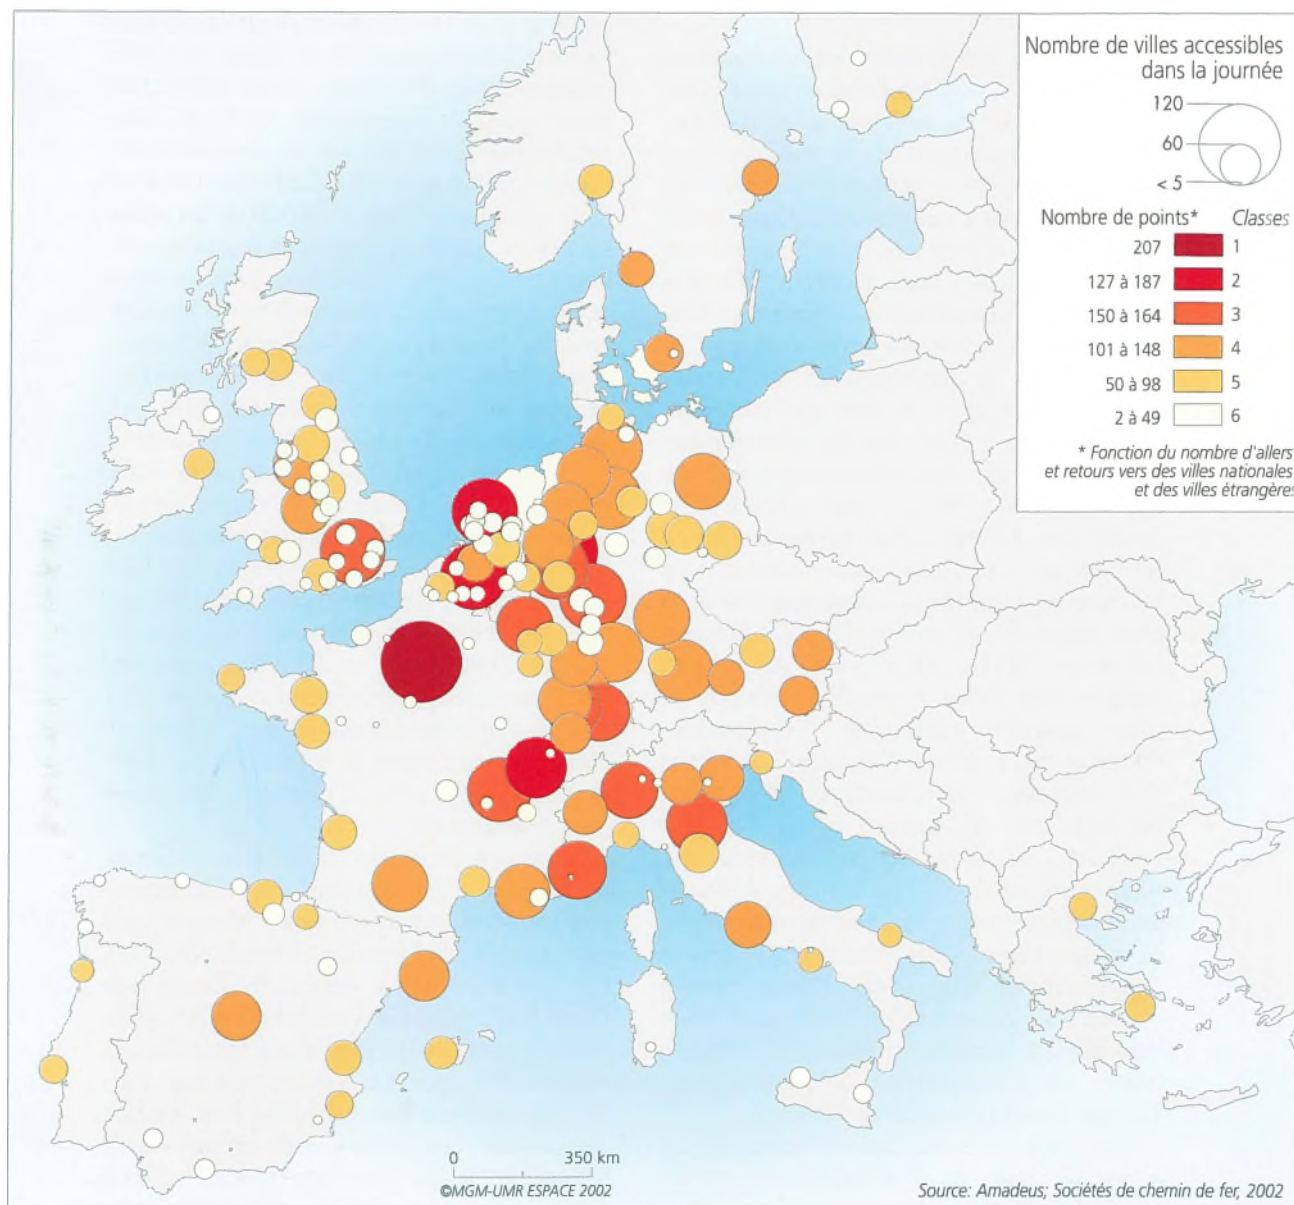 Nombre de villes accessibles
dans la journée
120
60
< 5
Nombre de points* Classes
207 1
127 à 187 2
150 à 164 3
101 à 148 4
50 à 98 5
2 à 49 6
* Fonction du nombre d'allers
et retours vers des villes nationales
et des villes étrangères
0 350 km
©MGM-UMR ESPACE 2002
Source: Amadeus; Sociétés de chemin de fer, 2002